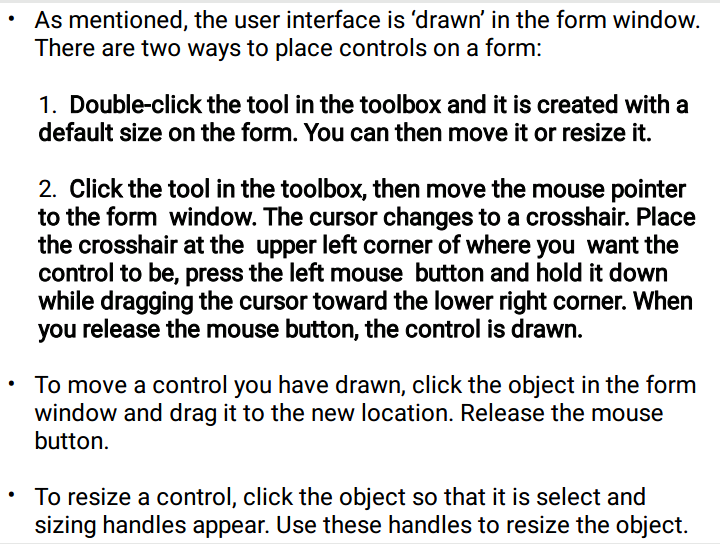 • As mentioned, the user interface is ‘drawn’ in the form window.
There are two ways to place controls on a form:
1. Double-click the tool in the toolbox and it is created with a
default size on the form. You can then move it or resize it.
2. Click the tool in the toolbox, then move the mouse pointer
to the form window. The cursor changes to a crosshair. Place
the crosshair at the upper left corner of where you want the
control to be, press the left mouse button and hold it down
while dragging the cursor toward the lower right corner. When
you release the mouse button, the control is drawn.
• To move a control you have drawn, click the object in the form
window and drag it to the new location. Release the mouse
button.
• To resize a control, click the object so that it is select and
sizing handles appear. Use these handles to resize the object.